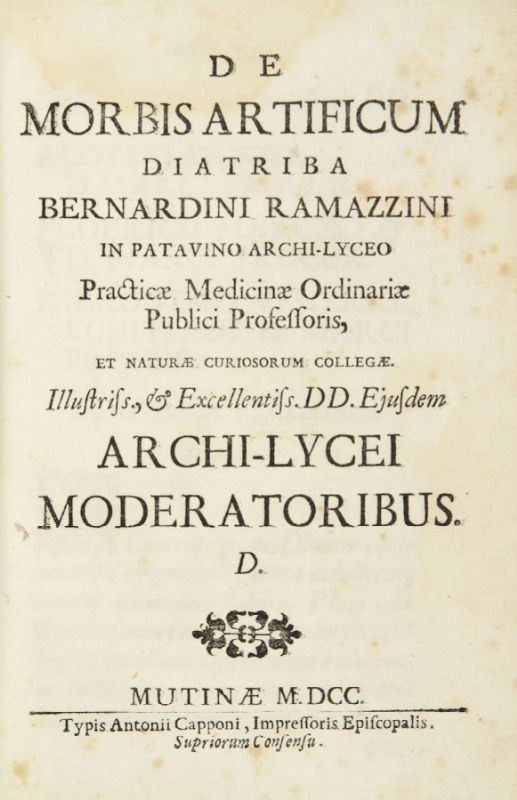 DE
MORBIS ARTIFICUM
DIATRIBA
BERNARDINI RAMAZZINI
IN PATAVINO ARCHI-LYCEO
Practicæ Medicinæ Ordinariæ
Publici Profeſſoris,
ET NATURÆ CURIOSORUM COLLEGÆ.
Illuſtriſs., & Excellentiſs. DD. Ejuſdem
ARCHI-LYCEI
MODERATORIBUS.
D.
MUTINÆ M.DCC.
Typis Antonii Capponi, Impreſſoris Epiſcopalis.
Supriorum Conſenſu.